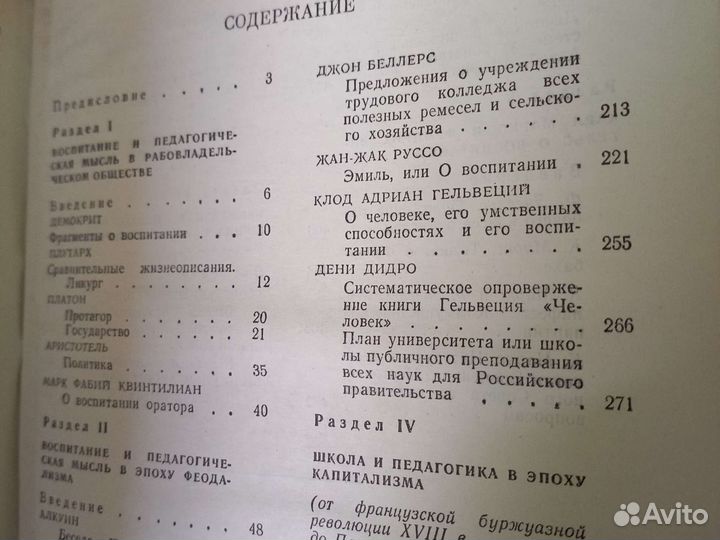 СОДЕРЖАНИЕ
Предисловие . . . . . . 3
Раздел I
ВОСПИТАНИЕ И ПЕДАГОГИЧЕ-
СКАЯ МЫСЛЬ В РАБОВЛАДЕЛЬ-
ЧЕСКОМ ОБЩЕСТВЕ
Введение . . . . . . . 6
ДЕМОКРИТ
Фрагменты о воспитании . . . 10
ПЛУТАРХ
Сравнительные жизнеописания.
Ликург . . . . . . . 12
ПЛАТОН
Протагор . . . . . . 20
Государство . . . . . . 21
АРИСТОТЕЛЬ
Политика . . . . . . 35
МАРК ФАБИЙ КВИНТИЛИАН
О воспитании оратора . . . 40
Раздел II
ВОСПИТАНИЕ И ПЕДАГОГИЧЕ-
СКАЯ МЫСЛЬ В ЭПОХУ ФЕОДА-
ЛИЗМА
Введение . . . . . . .
АЛКУИН 48
ДЖОН БЕЛЛЕРС
Предложения о учреждении
трудового колледжа всех
полезных ремесел и сельско-
го хозяйства . . . . . . 213
ЖАН-ЖАК РУССО
Эмиль, или О воспитании . 221
КЛОД АДРИАН ГЕЛЬВЕЦИЙ
О человеке, его умственных
способностях и его воспи-
тании . . . . . . . 255
ДЕНИ ДИДРО
Систематическое опроверже-
ние книги Гельвеция «Че-
ловек» . . . . . . . 266
План университета или шко-
лы публичного преподавания
всех наук для Российского
правительства . . . . . 271
Раздел IV
ШКОЛА И ПЕДАГОГИКА В ЭПОХУ
КАПИТАЛИЗМА
(от французской буржуазной
революции XVIII в.
Avito